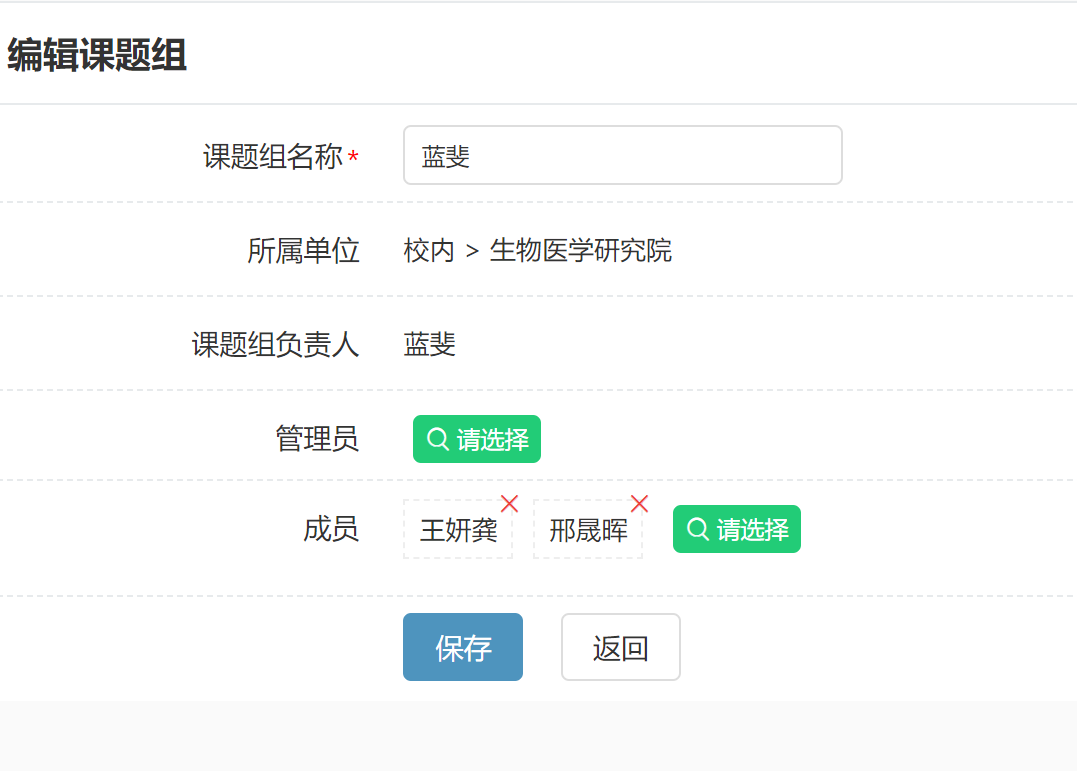 编辑课题组
课题组名称* 蓝斐
所属单位 校内 > 生物医学研究院
课题组负责人 蓝斐
管理员 请选择
成员 王妍龚 邢晟晖 请选择
保存 返回